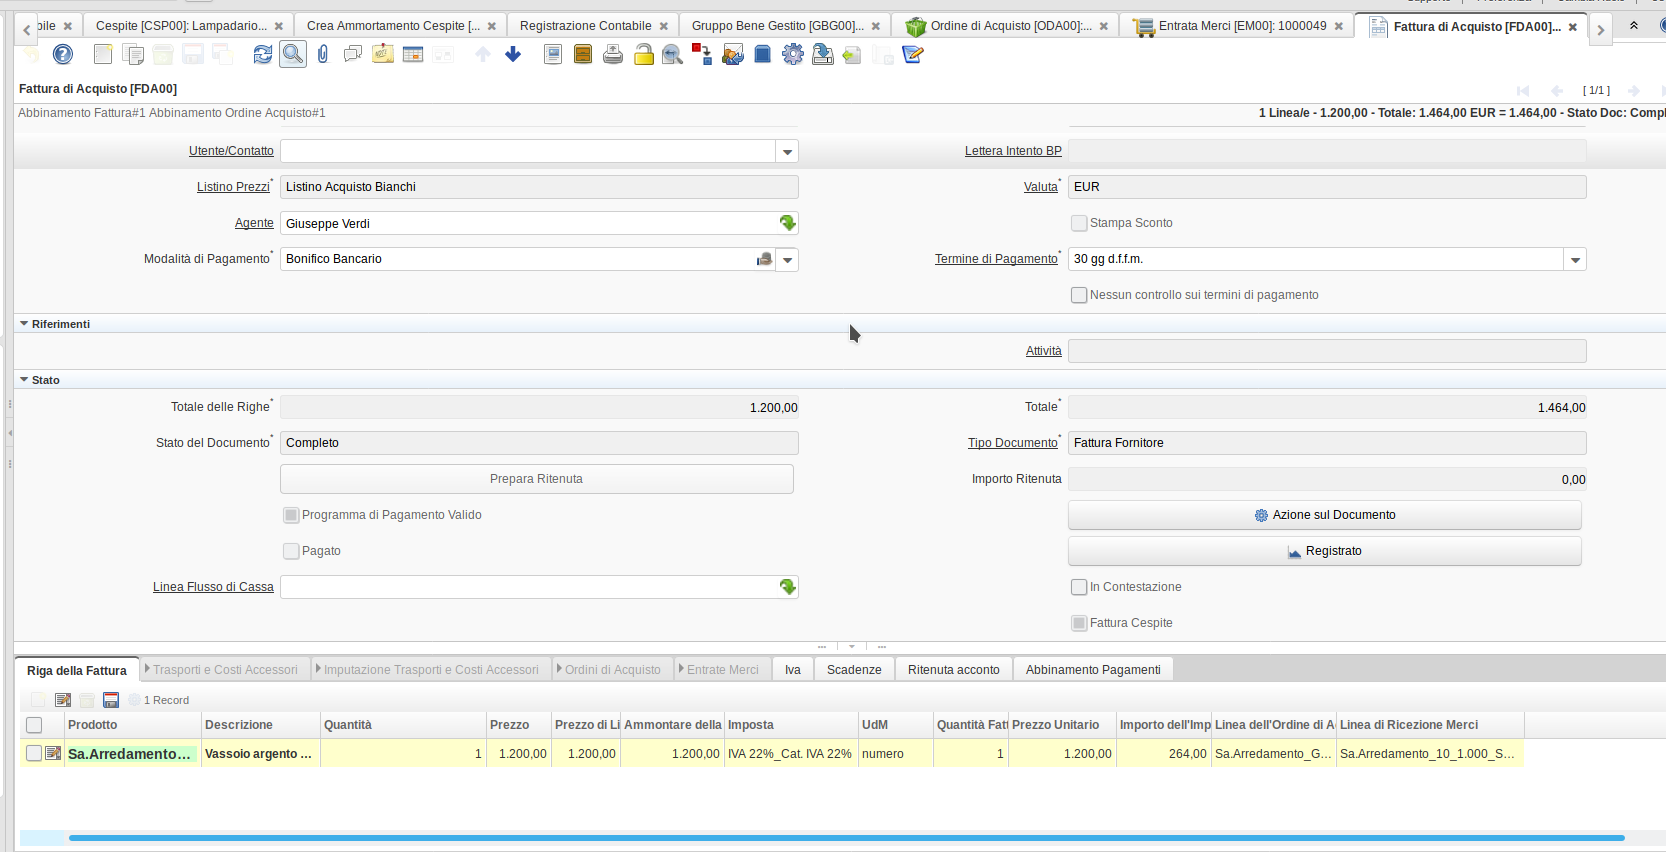 bile
Cespite [CSP00]: Lampadario...
Crea Ammortamento Cespite [...
Registrazione Contabile
Gruppo Bene Gestito [GBG00]...
Ordine di Acquisto [ODA00]:...
Entrata Merci [EM00]: 1000049
Fattura di Acquisto [FDA00]...
Fattura di Acquisto [FDA00]
[ 1/1 ]
Abbinamento Fattura#1 Abbinamento Ordine Acquisto#1
1 Linea/e - 1.200,00 - Totale: 1.464,00 EUR = 1.464,00 - Stato Doc: Compl
Utente/Contatto
Lettera Intento BP
Listino Prezzi* Listino Acquisto Bianchi
Valuta* EUR
Agente Giuseppe Verdi
Stampa Sconto
Modalità di Pagamento* Bonifico Bancario
Termine di Pagamento* 30 gg d.f.f.m.
Nessun controllo sui termini di pagamento
Riferimenti
Attività
Stato
Totale delle Righe* 1.200,00
Totale* 1.464,00
Stato del Documento* Completo
Tipo Documento* Fattura Fornitore
Prepara Ritenuta
Importo Ritenuta 0,00
Programma di Pagamento Valido
Azione sul Documento
Pagato
Registrato
Linea Flusso di Cassa
In Contestazione
Fattura Cespite
Riga della Fattura
Trasporti e Costi Accessori
Imputazione Trasporti e Costi Accessori
Ordini di Acquisto
Entrate Merci
Iva
Scadenze
Ritenuta acconto
Abbinamento Pagamenti
1 Record
Prodotto Descrizione Quantità Prezzo Prezzo di Li Ammontare della Imposta UdM Quantità Fatt Prezzo Unitario Importo dell'Imp Linea dell'Ordine di A Linea di Ricezione Merci
Sa.Arredamento... Vassoio argento ... 1 1.200,00 1.200,00 1.200,00 IVA 22%_Cat. IVA 22% numero 1 1.200,00 264,00 Sa.Arredamento_G... Sa.Arredamento_10_1.000_S...